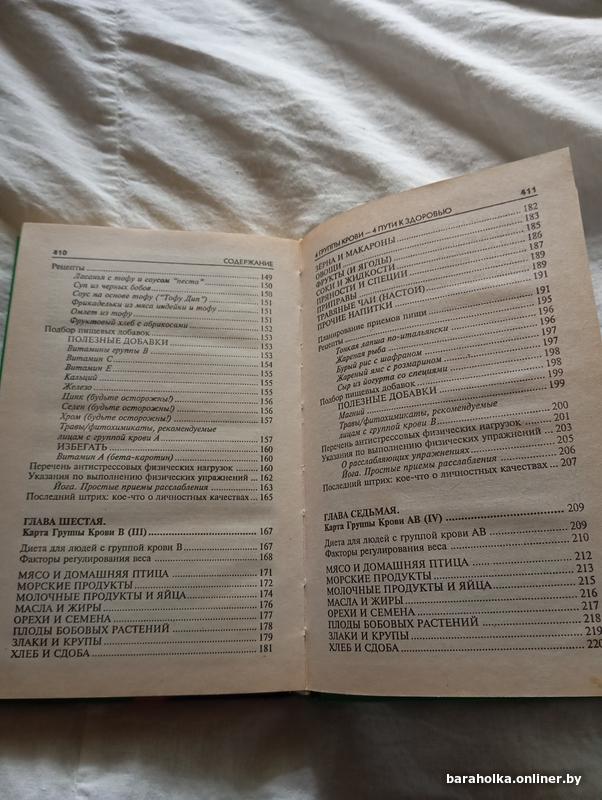 410
СОДЕРЖАНИЕ
Рецепты 149
Лазанья с тофу и соусом "песто" 150
Суп из черных бобов 150
Соус на основе тофу ("Тофу Дип") 151
Фрикадельки из мяса индейки и тофу 151
Омлет из тофу 151
Фруктовый хлеб с абрикосами 152
Подбор пищевых добавок 153
ПОЛЕЗНЫЕ ДОБАВКИ 153
Витамины группы В 154
Витамин С 155
Витамин Е 155
Кальций 155
Железо 155
Цинк (будьте осторожны!) 156
Селен (будьте осторожны!) 156
Хром (будьте осторожны!) 156
Травы/фитохимикаты, рекомендуемые
лицам с группой крови А 157
ИЗБЕГАТЬ 160
Витамин А (бета-каротин) 160
Перечень антистрессовых физических нагрузок 160
Указания по выполнению физических упражнений 162
Йога. Простые приемы расслабления 163
Последний штрих: кое-что о личностных качествах 165
ГЛАВА ШЕСТАЯ.
Карта Группы Крови В (III) 167
Диета для людей с группой крови В 167
Факторы регулирования веса 168
МЯСО И ДОМАШНЯЯ ПТИЦА 171
МОРСКИЕ ПРОДУКТЫ 172
МОЛОЧНЫЕ ПРОДУКТЫ И ЯЙЦА 174
МАСЛА И ЖИРЫ 176
ОРЕХИ И СЕМЕНА 177
ПЛОДЫ БОБОВЫХ РАСТЕНИЙ 178
ЗЛАКИ И КРУПЫ 179
ХЛЕБ И СДОБА 181
4 ГРУППЫ КРОВИ — 4 ПУТИ К ЗДОРОВЬЮ
411
ЗЕРНА И МАКАРОНЫ 182
ОВОЩИ 183
ФРУКТЫ (И ЯГОДЫ) 185
СОКИ И ЖИДКОСТИ 186
ПРЯНОСТИ И СПЕЦИИ 187
ПРИПРАВЫ 189
ТРАВЯНЫЕ ЧАИ (НАСТОИ) 189
ПРОЧИЕ НАПИТКИ 191
Планирование приемов пищи 191
Рецепты 195
Тонкая лапша по-итальянски 196
Жареная рыба 196
Бурый рис с шафраном 197
Жареный ямс с розмарином 198
Сыр из йогурта со специями 198
Подбор пищевых добавок 198
ПОЛЕЗНЫЕ ДОБАВКИ 199
Магний
Травы/фитохимикаты, рекомендуемые
лицам с группой крови В 200
Перечень антистрессовых физических нагрузок 201
Указания по выполнению физических упражнений 203
О расслабляющих упражнениях 205
Йога. Простые приемы расслабления 206
Последний штрих: кое-что о личностных качествах 207
ГЛАВА СЕДЬМАЯ.
Карта Группы Крови АВ (IV) 209
Диета для людей с группой крови АВ 209
Факторы регулирования веса 210
МЯСО И ДОМАШНЯЯ ПТИЦА 212
МОРСКИЕ ПРОДУКТЫ 213
МОЛОЧНЫЕ ПРОДУКТЫ И ЯЙЦА 215
МАСЛА И ЖИРЫ 216
ОРЕХИ И СЕМЕНА 217
ПЛОДЫ БОБОВЫХ РАСТЕНИЙ 218
ЗЛАКИ И КРУПЫ 219
ХЛЕБ И СДОБА 220
baraholka.onliner.by